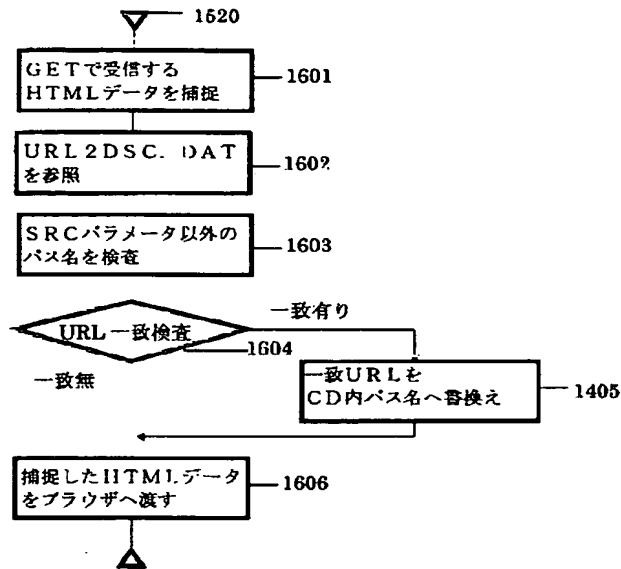 1520
GETで受信する
HTMLデータを捕捉
1601
URL2DSC.DAT
を参照
1602
SRCパラメータ以外の
パス名を検査
1603
一致有り
URL一致検査
1604
一致無
一致URLを
CD内パス名へ書換え
1405
捕捉したHTMLデータ
をブラウザへ渡す
1606